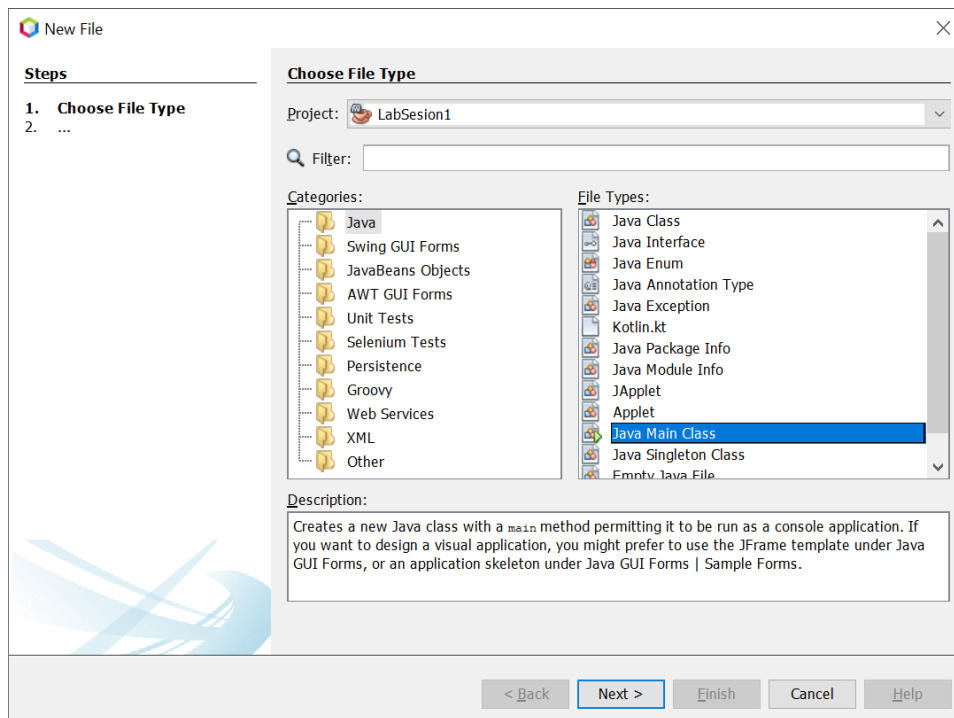 New File
Steps
1. Choose File Type
2. ...
Choose File Type
Project: LabSesion1
Filter:
Categories:
Java
Swing GUI Forms
JavaBeans Objects
AWT GUI Forms
Unit Tests
Selenium Tests
Persistence
Groovy
Web Services
XML
Other
File Types:
Java Class
Java Interface
Java Enum
Java Annotation Type
Java Exception
Kotlin.kt
Java Package Info
Java Module Info
JApplet
Applet
Java Main Class
Java Singleton Class
Empty Java File
Description:
Creates a new Java class with a main method permitting it to be run as a console application. If
you want to design a visual application, you might prefer to use the JFrame template under Java
GUI Forms, or an application skeleton under Java GUI Forms | Sample Forms.
< Back
Next >
Finish
Cancel
Help